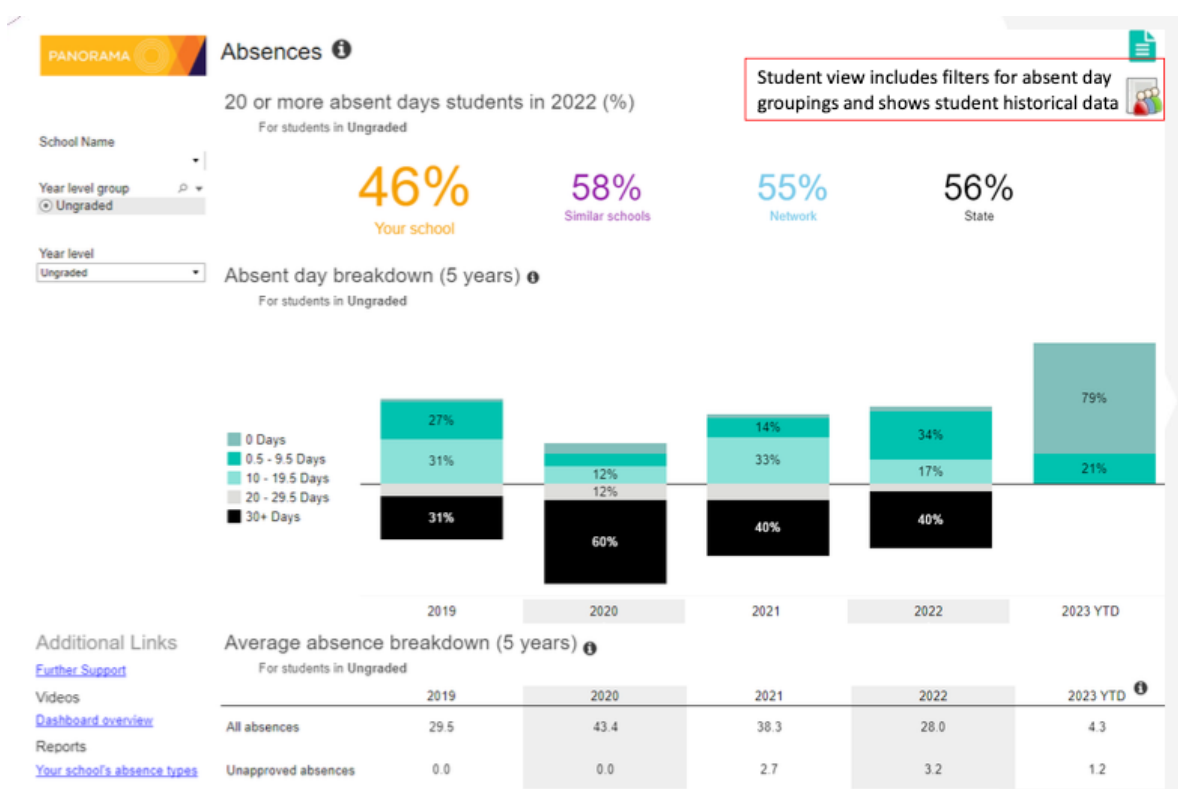 PANORAMA
Absences
Student view includes filters for absent day
groupings and shows student historical data
20 or more absent days students in 2022 (%)
For students in Ungraded
School Name
Year level group
Ungraded
Year level
Ungraded
46%
Your school
58%
Similar schools
55%
Network
56%
State
Absent day breakdown (5 years)
For students in Ungraded
0 Days
0.5 - 9.5 Days
10 - 19.5 Days
20 - 29.5 Days
30+ Days
27%
31%
31%
12%
12%
60%
14%
33%
40%
34%
17%
40%
79%
21%
2019 2020 2021 2022 2023 YTD
Additional Links
Further Support
Videos
Dashboard overview
Reports
Your school's absence types
Average absence breakdown (5 years)
For students in Ungraded
2019 2020 2021 2022 2023 YTD
All absences 29.5 43.4 38.3 28.0 4.3
Unapproved absences 0.0 0.0 2.7 3.2 1.2